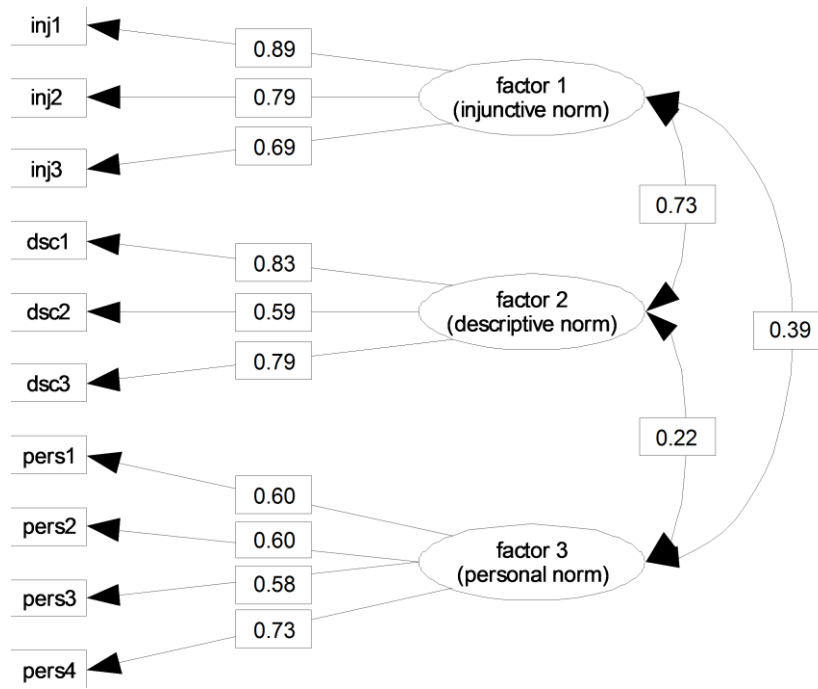 inj1
0.89
factor 1
(injunctive norm)
inj2
0.79
inj3
0.69
0.73
dsc1
0.83
factor 2
(descriptive norm)
dsc2
0.59
0.39
dsc3
0.79
0.22
pers1
0.60
pers2
0.60
factor 3
(personal norm)
pers3
0.58
pers4
0.73